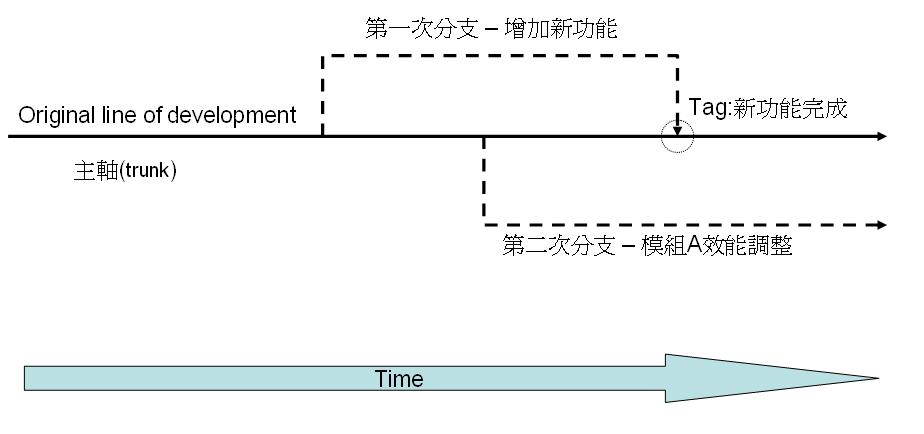 第一次分支 – 增加新功能
Original line of development
Tag:新功能完成
主軸(trunk)
第二次分支 – 模組A效能調整
Time